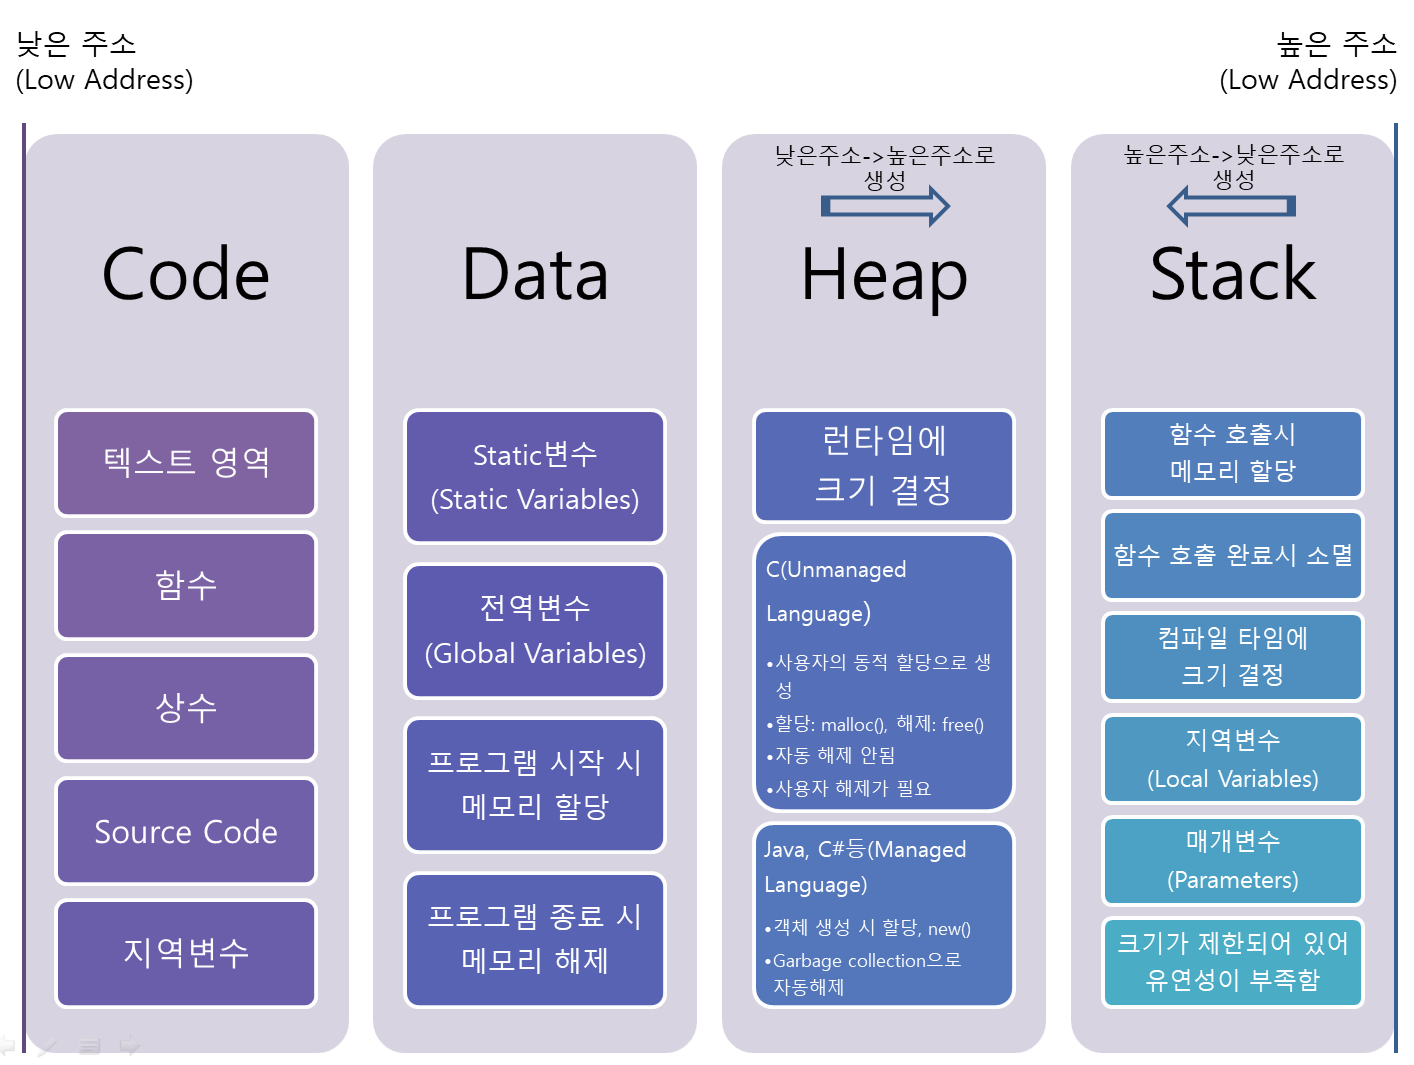 낮은 주소
(Low Address)
높은 주소
(Low Address)
Code
텍스트 영역
함수
상수
Source Code
지역변수
Data
Static변수
(Static Variables)
전역변수
(Global Variables)
프로그램 시작 시
메모리 할당
프로그램 종료 시
메모리 해제
낮은주소->높은주소로
생성
Heap
런타임에
크기 결정
C(Unmanaged
Language)
•사용자의 동적 할당으로 생
성
•할당: malloc(), 해제: free()
•자동 해제 안됨
•사용자 해제가 필요
Java, C#등(Managed
Language)
•객체 생성 시 할당, new()
•Garbage collection으로
자동해제
높은주소->낮은주소로
생성
Stack
함수 호출시
메모리 할당
함수 호출 완료시 소멸
컴파일 타임에
크기 결정
지역변수
(Local Variables)
매개변수
(Parameters)
크기가 제한되어 있어
유연성이 부족함